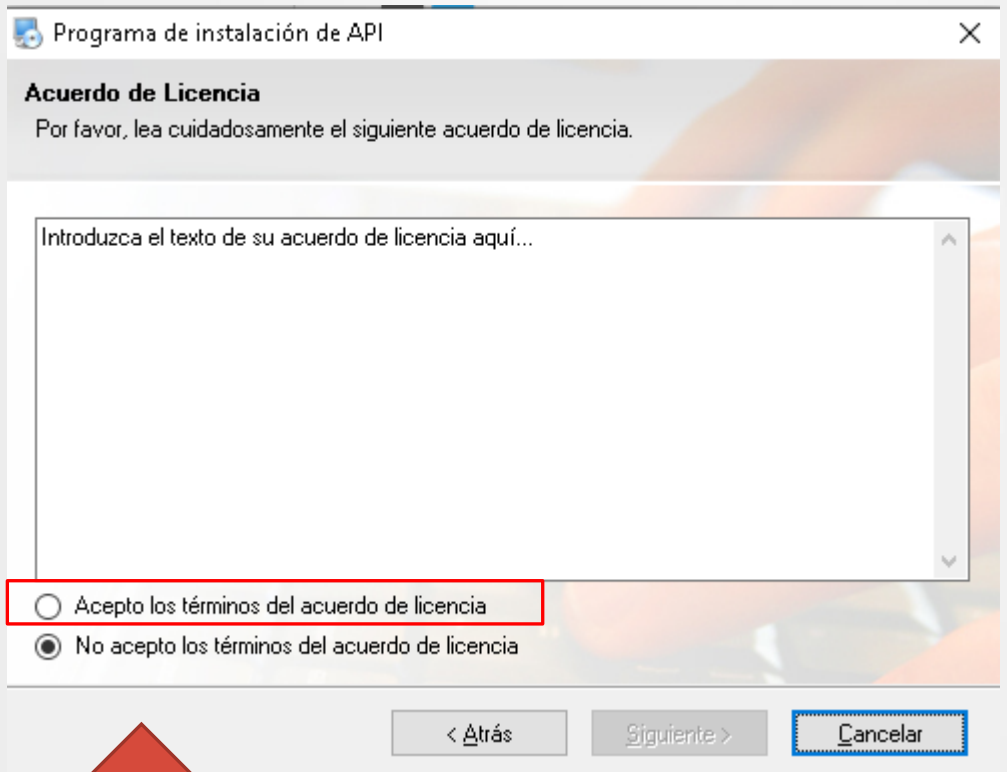 Programa de instalación de API
Acuerdo de Licencia
Por favor, lea cuidadosamente el siguiente acuerdo de licencia.
Introduzca el texto de su acuerdo de licencia aquí...
Acepto los términos del acuerdo de licencia
No acepto los términos del acuerdo de licencia
< Atrás Siguiente > Cancelar